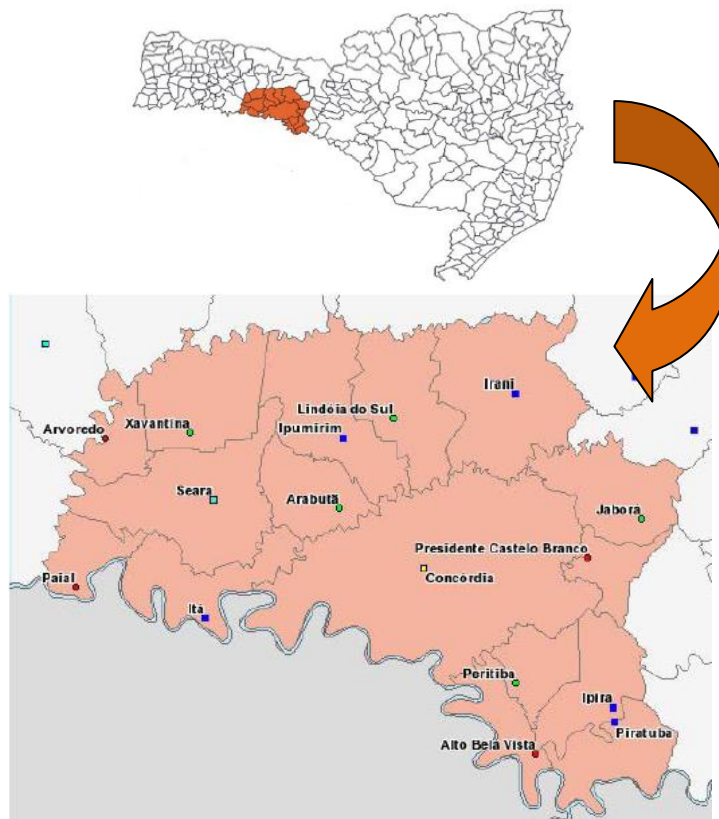 Irani
Lindóia do Sul
Xavantina
Arvoredo
Ipumirim
Seara
Arabutã
Jaborá
Presidente Castelo Branco
Paial
Concórdia
Itá
Peritiba
Ipira
Piratuba
Alto Bela Vista